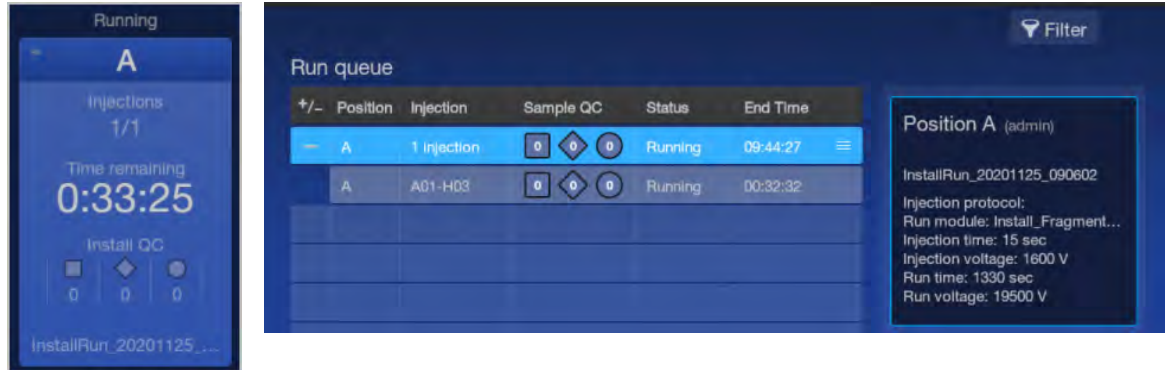 Running
A
Injections
1/1
Time remaining
0:33:25
Install QC
0 0 0
InstallRun_20201125_...
Filter
Run queue
+/- Position Injection Sample QC Status End Time
A 1 injection 0 0 0 Running 09:44:27
A A01-H03 0 0 0 Running 00:32:32
Position A (admin)
InstallRun_20201125_090602
Injection protocol:
Run module: Install_Fragment...
Injection time: 15 sec
Injection voltage: 1600 V
Run time: 1330 sec
Run voltage: 19500 V